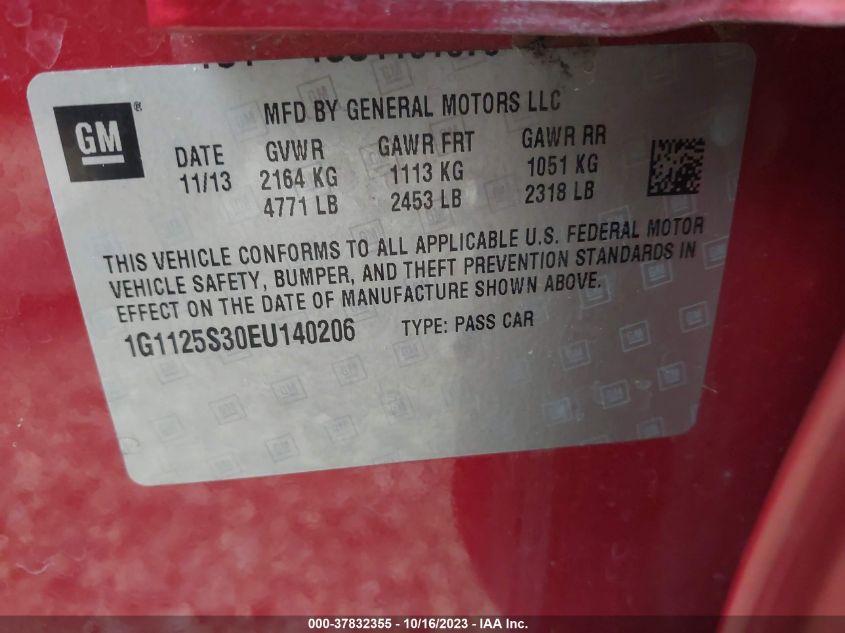 MFD BY GENERAL MOTORS LLC
GM ®
DATE GVWR GAWR FRT GAWR RR
11/13 2164 KG 1113 KG 1051 KG
4771 LB 2453 LB 2318 LB
THIS VEHICLE CONFORMS TO ALL APPLICABLE U.S. FEDERAL MOTOR
VEHICLE SAFETY, BUMPER, AND THEFT PREVENTION STANDARDS IN
EFFECT ON THE DATE OF MANUFACTURE SHOWN ABOVE.
1G1125S30EU140206 TYPE: PASS CAR
000-37832355 - 10/16/2023 - IAA Inc.